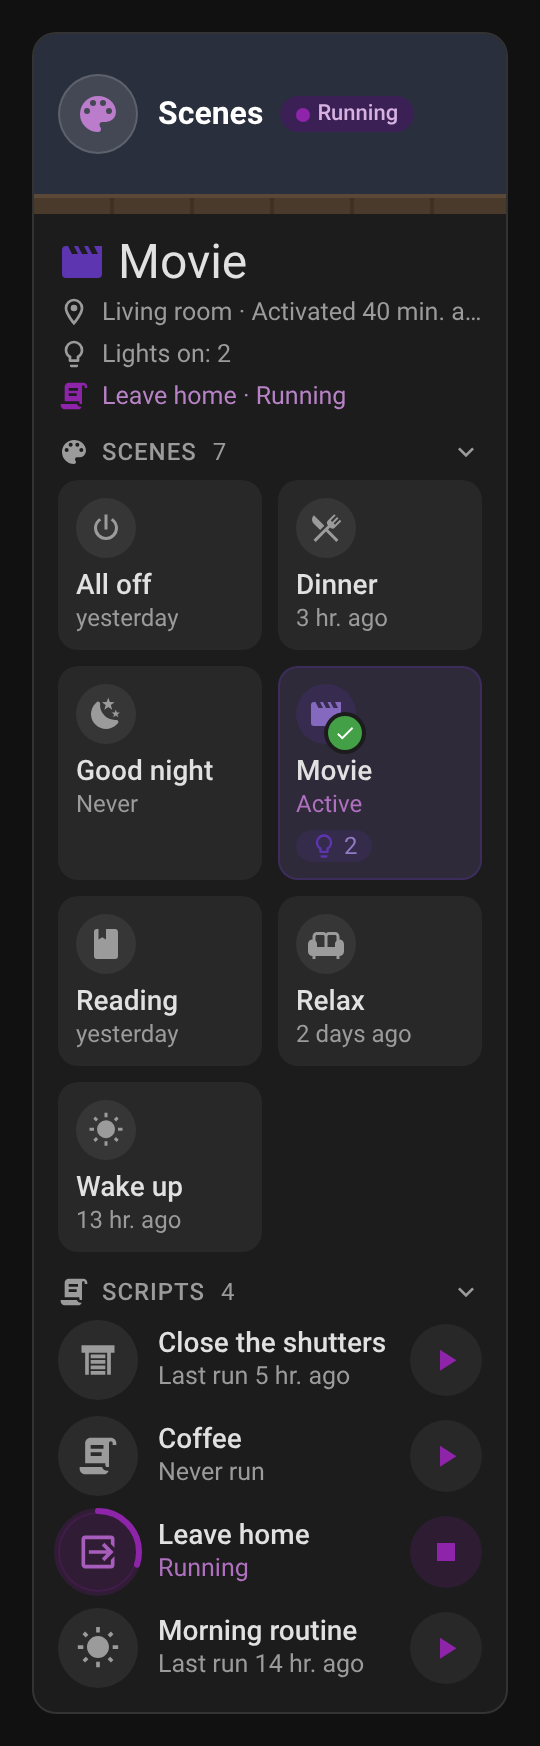 Scenes
Running
Movie
Living room · Activated 40 min. a...
Lights on: 2
Leave home · Running
SCENES 7
All off
yesterday
Dinner
3 hr. ago
Good night
Never
Movie
Active
2
Reading
yesterday
Relax
2 days ago
Wake up
13 hr. ago
SCRIPTS 4
Close the shutters
Last run 5 hr. ago
Coffee
Never run
Leave home
Running
Morning routine
Last run 14 hr. ago